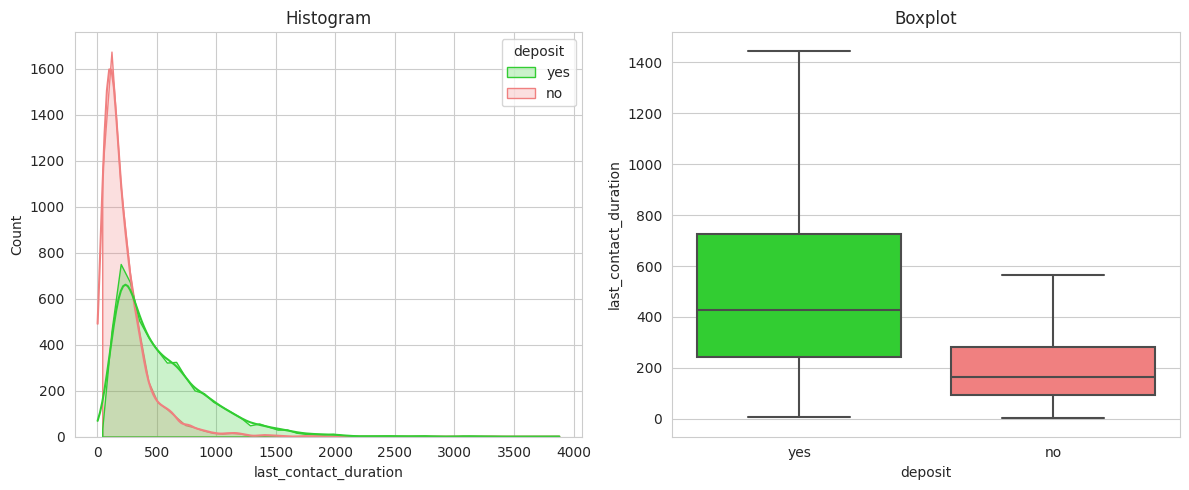 Histogram
Count
1600
1400
1200
1000
800
600
400
200
0
0 500 1000 1500 2000 2500 3000 3500 4000
last_contact_duration
deposit
yes
no
Boxplot
last_contact_duration
1400
1200
1000
800
600
400
200
0
yes no
deposit